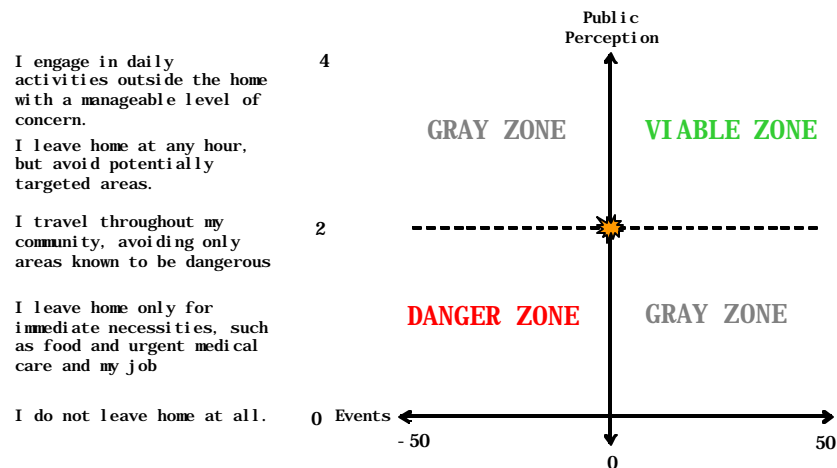 Public
Perception
I engage in daily
activities outside the home
with a manageable level of
concern.
4
GRAY ZONE
VIABLE ZONE
I leave home at any hour,
but avoid potentially
targeted areas.
I travel throughout my
community, avoiding only
areas known to be dangerous
2
I leave home only for
immediate necessities, such
as food and urgent medical
care and my job
DANGER ZONE
GRAY ZONE
I do not leave home at all.
0 Events
-50
50
0